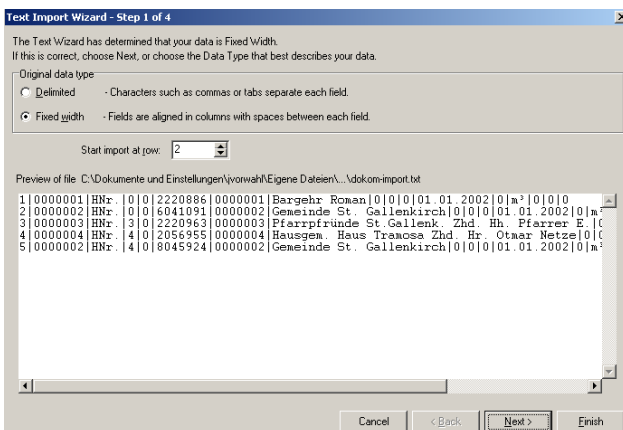 Text Import Wizard - Step 1 of 4
The Text Wizard has determined that your data is Fixed Width.
If this is correct, choose Next, or choose the Data Type that best describes your data.
Original data type
Delimited - Characters such as commas or tabs separate each field.
Fixed width - Fields are aligned in columns with spaces between each field.
Start import at row: 2
Preview of file C:\Dokumente und Einstellungen\jvorwahl\Eigene Dateien\...\dokom-import.txt
1|0000001|HNr.|0|0|2220886|0000001|Bargehr Roman|0|0|0|01.01.2002|0|m³|0|0|0
2|0000002|HNr.|0|0|6041091|0000002|Gemeinde St. Gallenkirch|0|0|0|01.01.2002|0|m³
3|0000003|HNr.|3|0|2220963|0000003|Pfarrpfründe St.Gallenk. Zhd. Hh. Pfarrer E.|0
4|0000004|HNr.|4|0|2056955|0000004|Hausgem. Haus Tramosa Zhd. Hr. Otmar Netze|0|0
5|0000002|HNr.|4|0|8045924|0000002|Gemeinde St. Gallenkirch|0|0|0|01.01.2002|0|m³
Cancel < Back Next > Finish